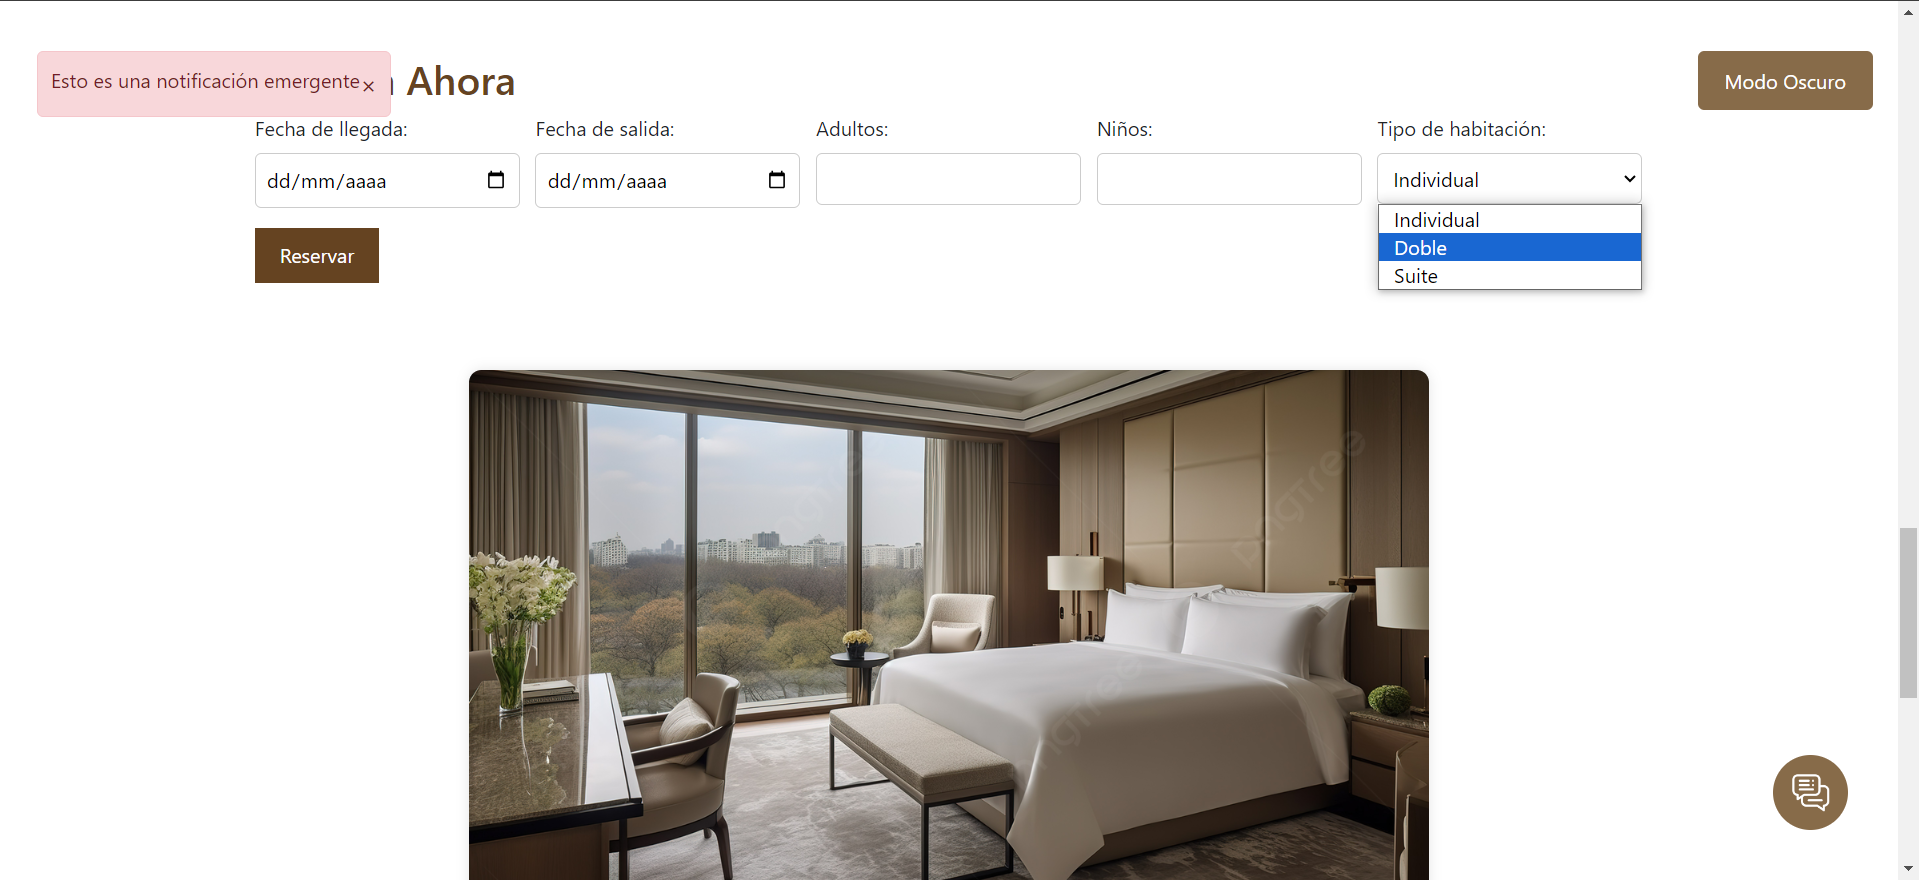 Esto es una notificación emergente ×
Ahora
Modo Oscuro
Fecha de llegada:
Fecha de salida:
Adultos:
Niños:
Tipo de habitación:
dd/mm/aaaa
dd/mm/aaaa
Individual
Individual
Doble
Suite
Reservar
pngtree
pngtree